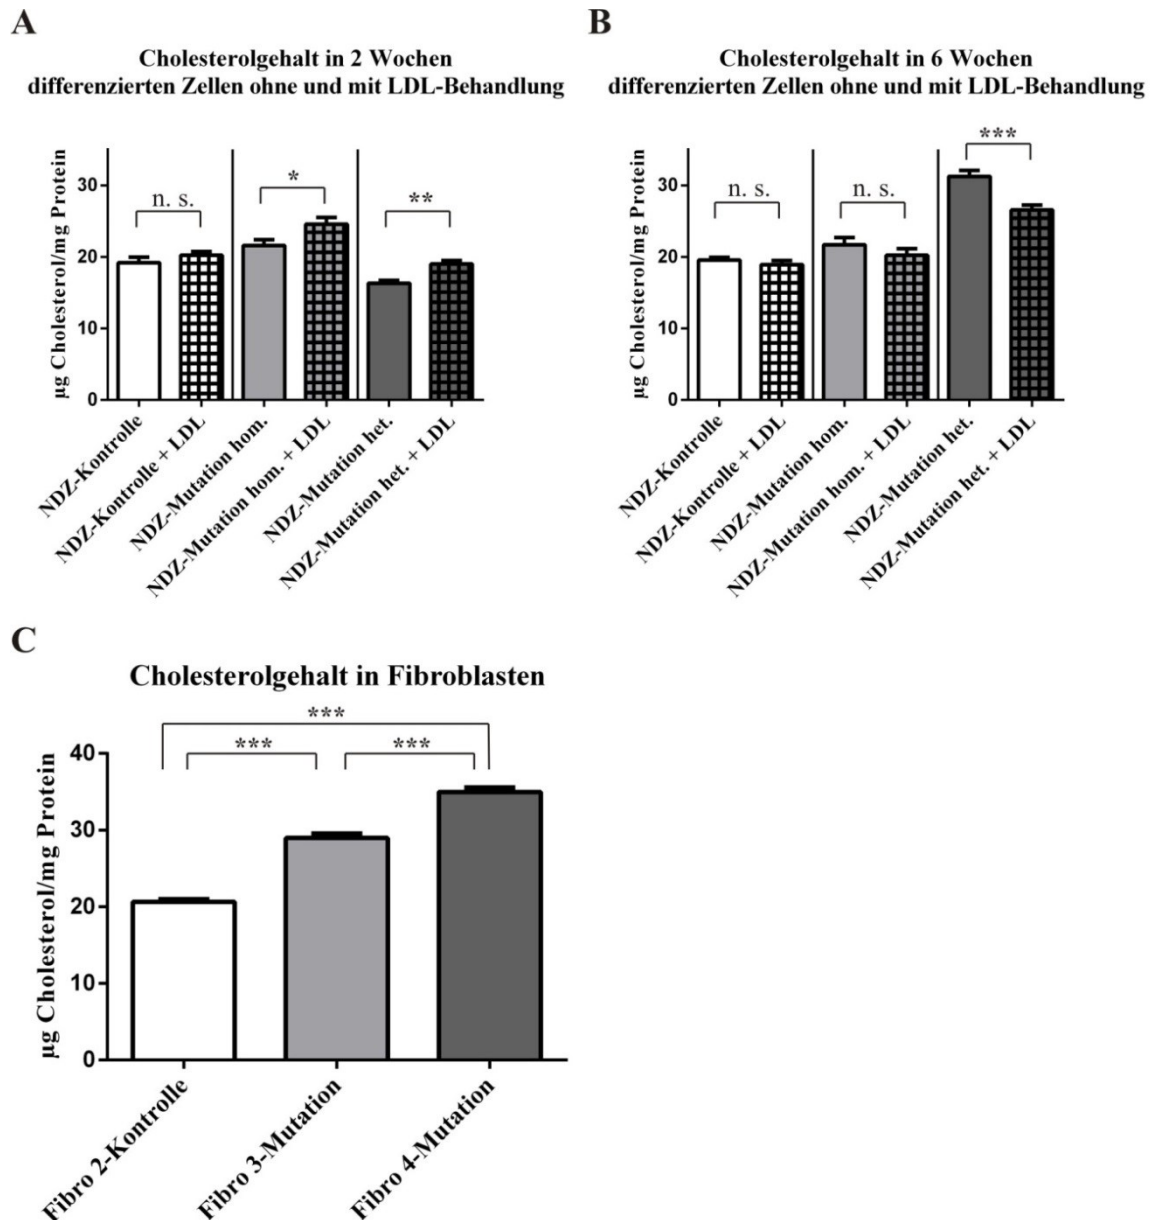 A
Cholesterolgehalt in 2 Wochen
differenzierten Zellen ohne und mit LDL-Behandlung
µg Cholesterol/mg Protein
30
20
10
0
n. s.
*
**
NDZ-Kontrolle
NDZ-Kontrolle + LDL
NDZ-Mutation hom.
NDZ-Mutation hom. + LDL
NDZ-Mutation het.
NDZ-Mutation het. + LDL
B
Cholesterolgehalt in 6 Wochen
differenzierten Zellen ohne und mit LDL-Behandlung
µg Cholesterol/mg Protein
30
20
10
0
n. s.
n. s.
***
NDZ-Kontrolle
NDZ-Kontrolle + LDL
NDZ-Mutation hom.
NDZ-Mutation hom. + LDL
NDZ-Mutation het.
NDZ-Mutation het. + LDL
C
Cholesterolgehalt in Fibroblasten
µg Cholesterol/mg Protein
40
30
20
10
0
***
***
***
Fibro 2-Kontrolle
Fibro 3-Mutation
Fibro 4-Mutation